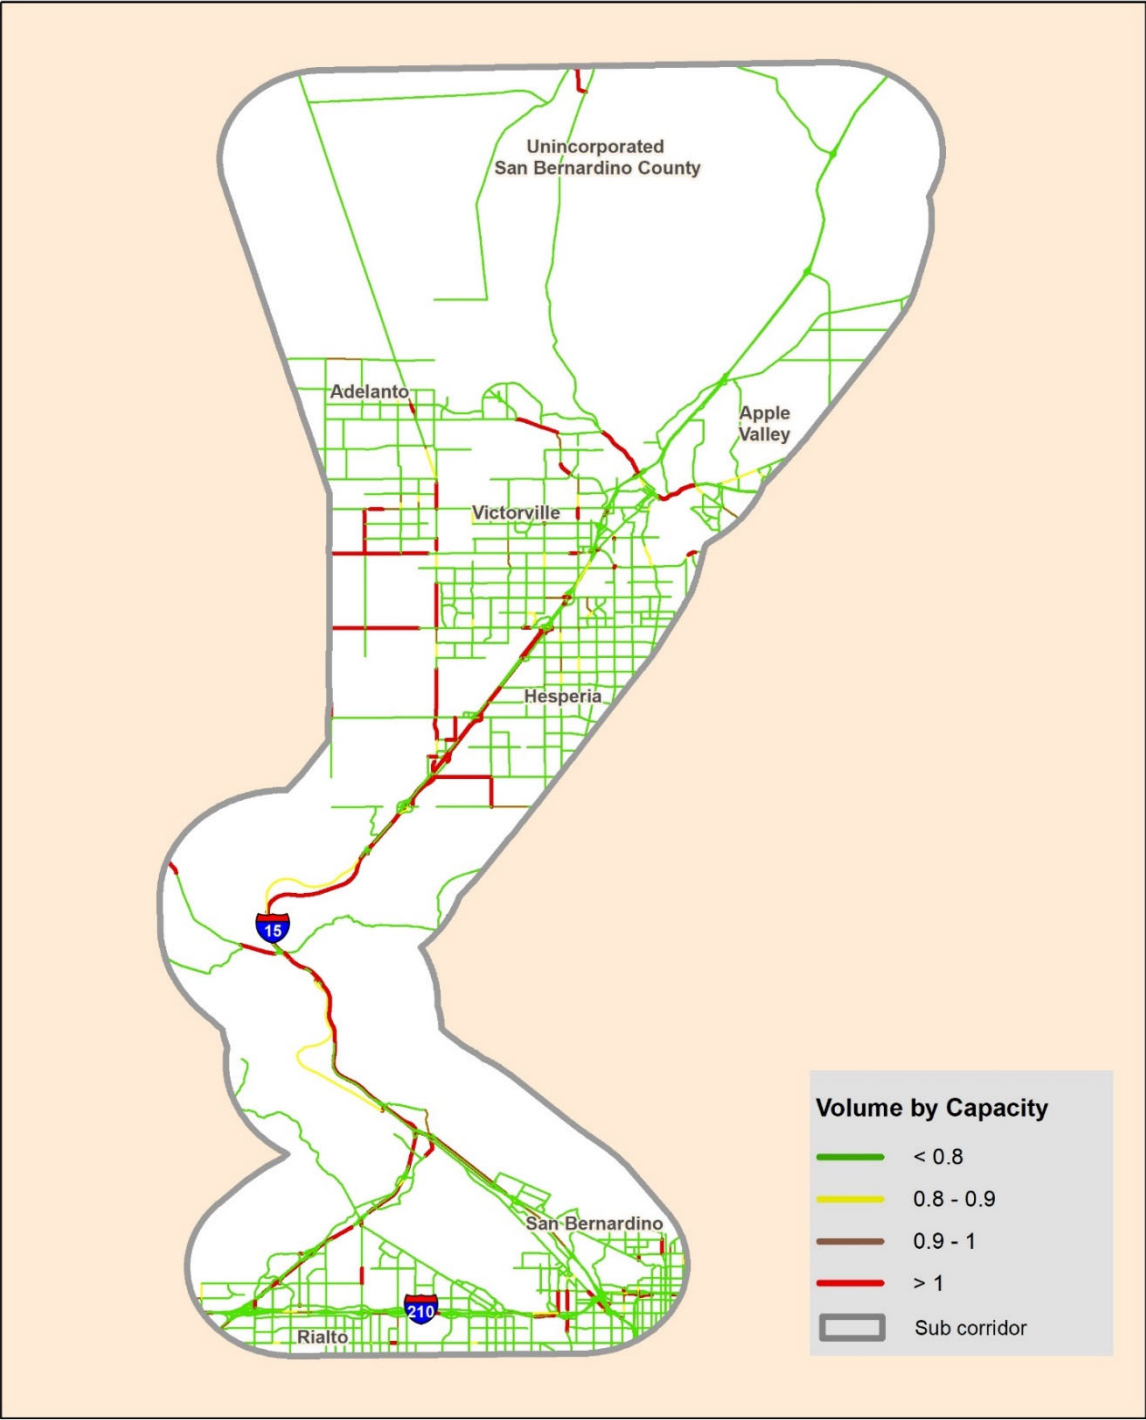 Unincorporated
San Bernardino County
Adelanto
Apple
Valley
Victorville
Hesperia
15
San Bernardino
210
Rialto
Volume by Capacity
< 0.8
0.8 - 0.9
0.9 - 1
> 1
Sub corridor